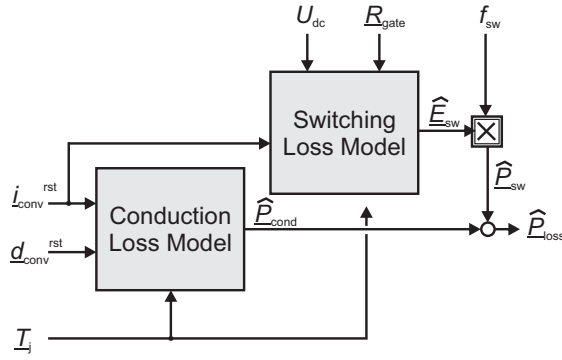 U_dc R_gate f_sw
Switching
Loss Model
Ê_sw
i_conv^rst
Conduction
Loss Model
P̂_cond
P̂_sw
P̂_loss
d_conv^rst
T_j